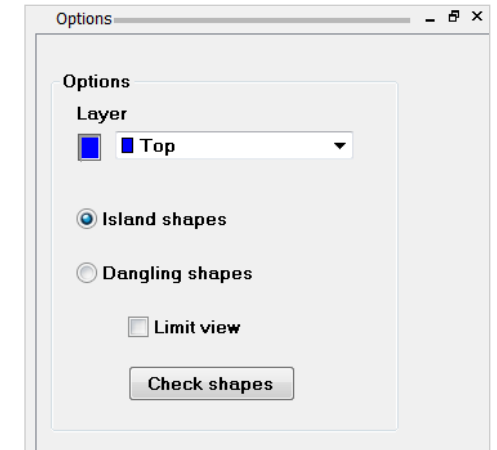 Options
Options
Layer
Top
Island shapes
Dangling shapes
Limit view
Check shapes